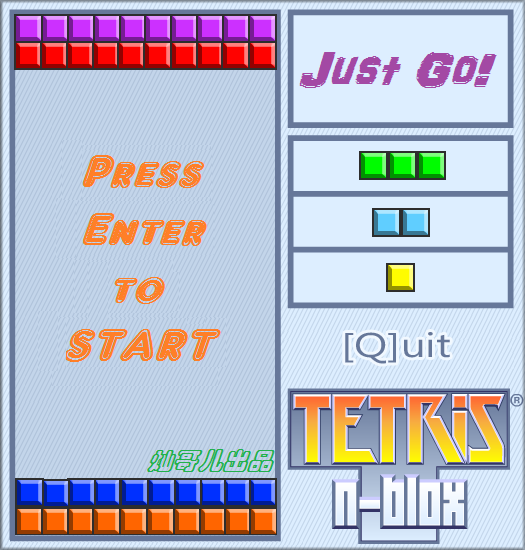 Just Go!
Press
Enter
to
START
[Q]uit
灿哥儿出品
TETRIS®
n-blox